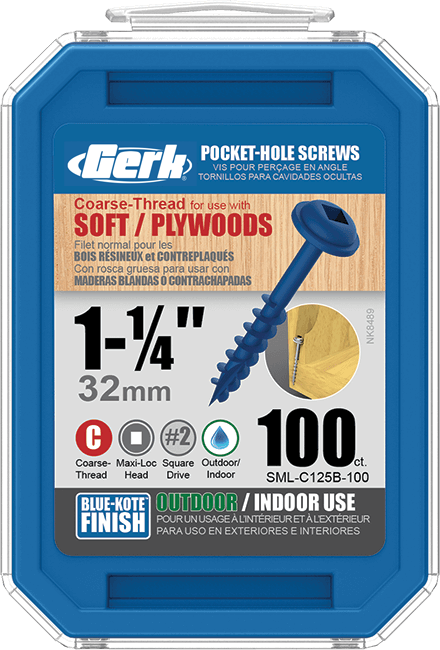 Gerk
POCKET-HOLE SCREWS
VIS POUR PERÇAGE EN ANGLE
TORNILLOS PARA CAVIDADES OCULTAS
Coarse-Thread for use with
SOFT / PLYWOODS
Filet normal pour les
BOIS RÉSINEUX et CONTREPLAQUÉS
Con rosca gruesa para usar con
MADERAS BLANDAS O CONTRACHAPADAS
NK8489
1-¼"
32mm
C
#2
Coarse-Thread
Maxi-Loc Head
Square Drive
Outdoor/ Indoor
100 ct.
SML-C125B-100
BLUE-KOTE™
FINISH
OUTDOOR / INDOOR USE
POUR UN USAGE À L'INTÉRIEUR ET À L'EXTÉRIEUR
PARA USO EN EXTERIORES E INTERIORES